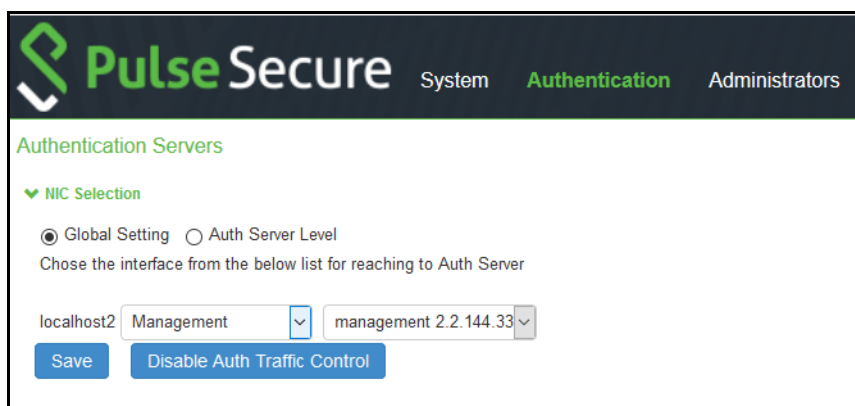 Pulse Secure System Authentication Administrators
Authentication Servers
NIC Selection
Global Setting Auth Server Level
Chose the interface from the below list for reaching to Auth Server
localhost2 Management management 2.2.144.33
Save Disable Auth Traffic Control